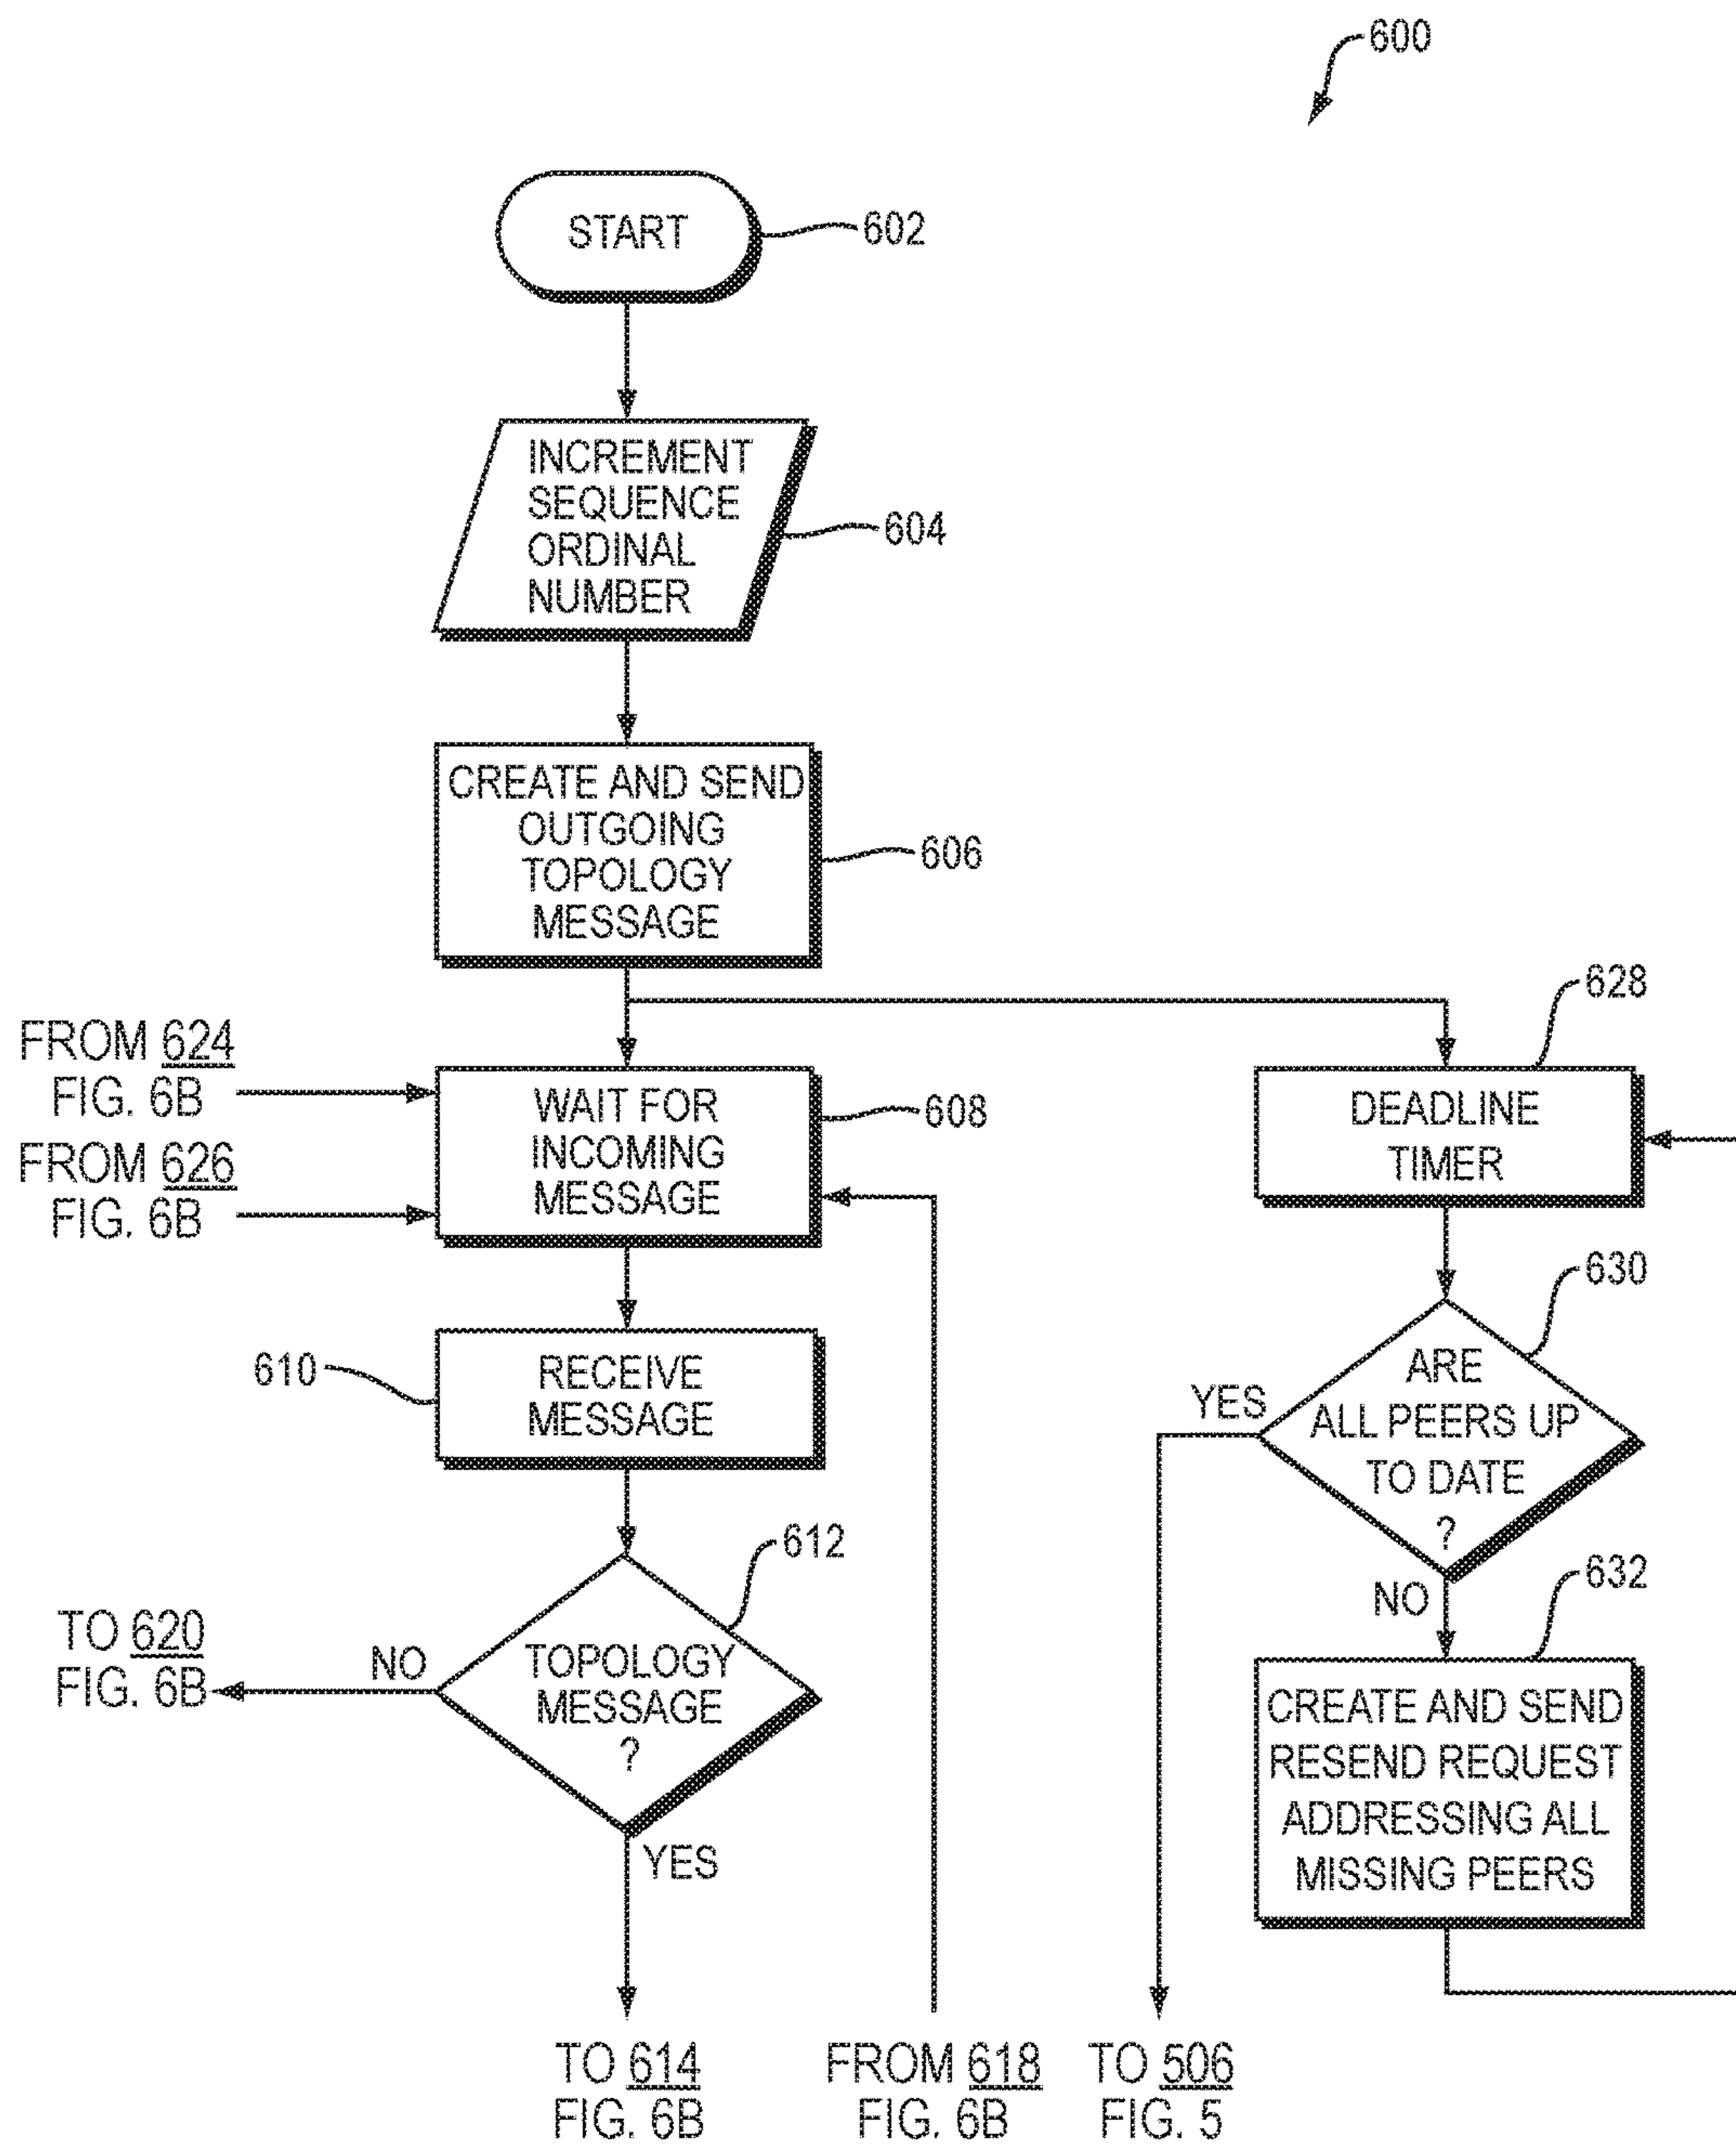 600
START
602
INCREMENT
SEQUENCE
ORDINAL
NUMBER
604
CREATE AND SEND
OUTGOING
TOPOLOGY
MESSAGE
606
FROM 624
FIG. 6B
FROM 626
FIG. 6B
WAIT FOR
INCOMING
MESSAGE
608
610
RECEIVE
MESSAGE
612
TOPOLOGY
MESSAGE
?
NO
TO 620
FIG. 6B
YES
TO 614
FIG. 6B
FROM 618
FIG. 6B
628
DEADLINE
TIMER
630
ARE
ALL PEERS UP
TO DATE
?
YES
NO
632
CREATE AND SEND
RESEND REQUEST
ADDRESSING ALL
MISSING PEERS
TO 506
FIG. 5